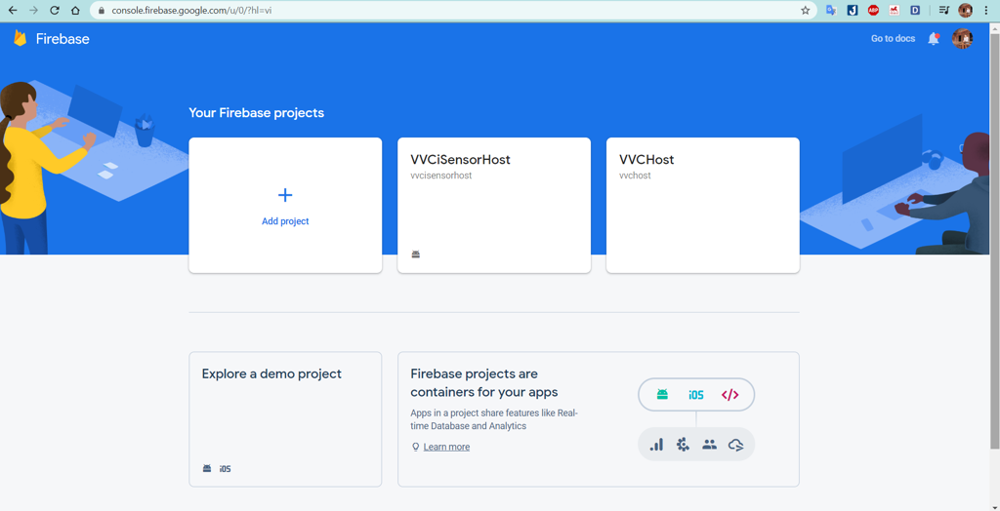 console.firebase.google.com/u/0/?hl=vi
ABP
Firebase
Go to docs
Your Firebase projects
Add project
VVCiSensorHost
vvcisensorhost
VVCHost
vvchost
Explore a demo project
iOS
Firebase projects are
containers for your apps
Apps in a project share features like Real-
time Database and Analytics
Learn more
iOS